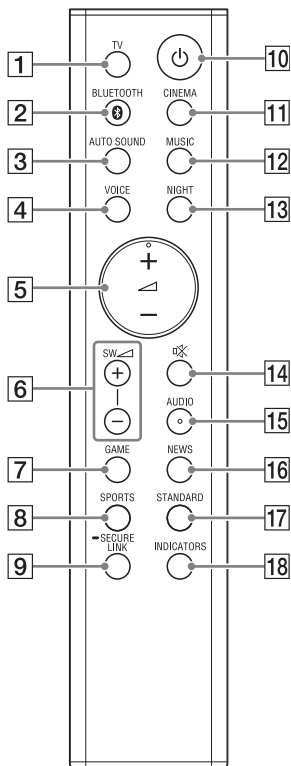 TV
1
10
BLUETOOTH CINEMA
2
11
AUTO SOUND MUSIC
3
12
VOICE NIGHT
4
13
+
5
−
SW
+
6
14
AUDIO
−
15
GAME NEWS
7
16
SPORTS STANDARD
8
17
SECURE
LINK INDICATORS
9
18